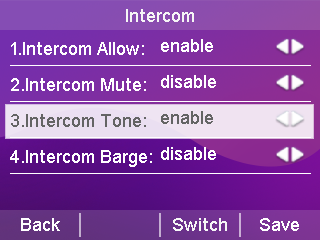 Intercom
1.Intercom Allow: enable
2.Intercom Mute: disable
3.Intercom Tone: enable
4.Intercom Barge: disable
Back Switch Save